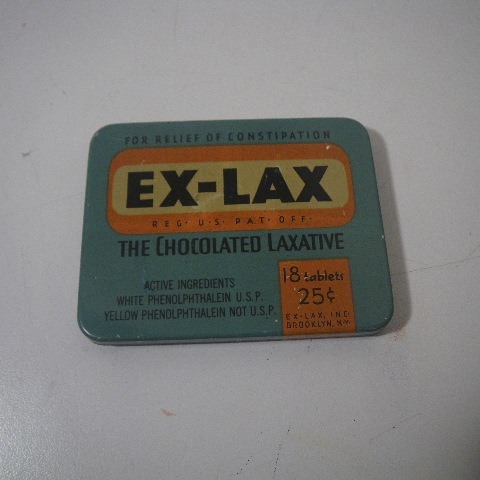 FOR RELIEF OF CONSTIPATION
EX-LAX
REG. U.S. PAT. OFF.
THE CHOCOLATED LAXATIVE
ACTIVE INGREDIENTS
WHITE PHENOLPHTHALEIN U.S.P.
YELLOW PHENOLPHTHALEIN NOT U.S.P.
18 tablets
25¢
EX-LAX, INC.
BROOKLYN, N.Y.